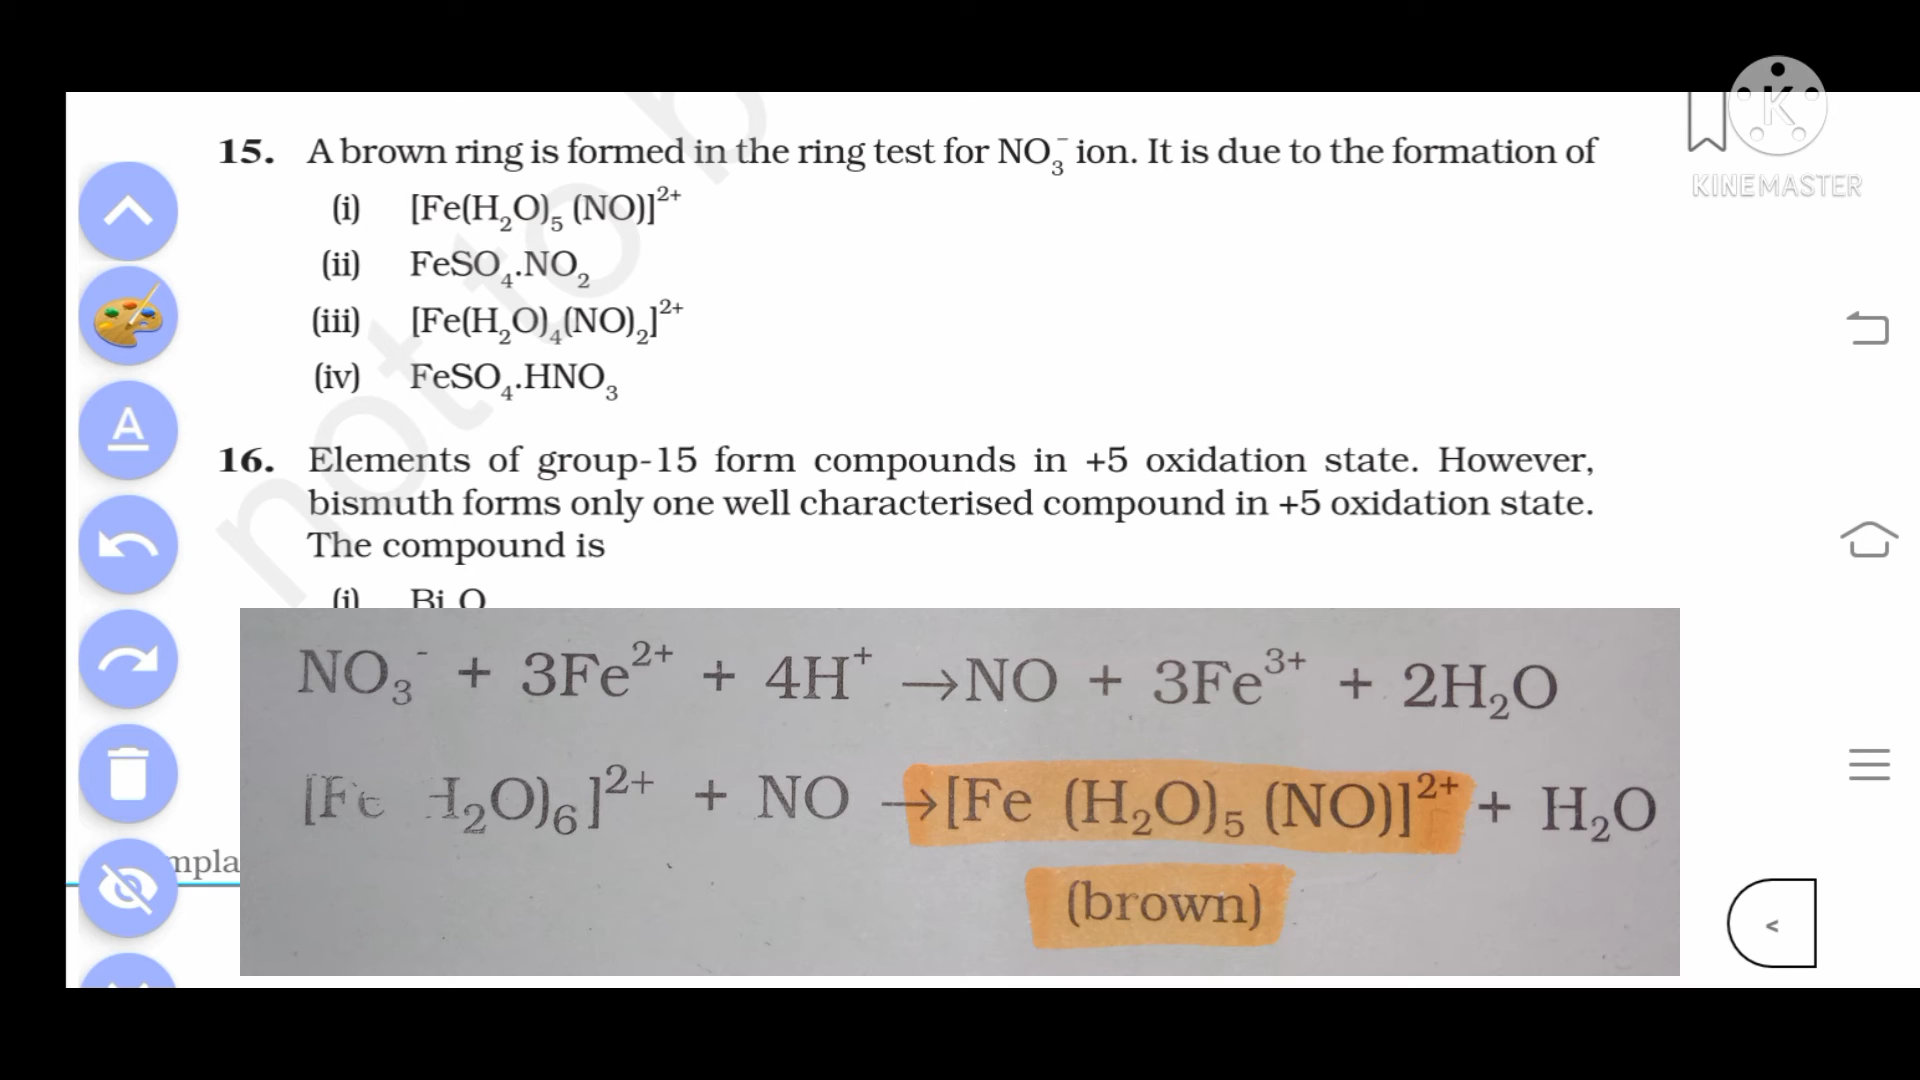 KINEMASTER
15. A brown ring is formed in the ring test for NO₃⁻ ion. It is due to the formation of
(i) [Fe(H₂O)₅ (NO)]²⁺
(ii) FeSO₄.NO₂
(iii) [Fe(H₂O)₄(NO)₂]²⁺
(iv) FeSO₄.HNO₃
16. Elements of group-15 form compounds in +5 oxidation state. However,
bismuth forms only one well characterised compound in +5 oxidation state.
The compound is
(i) Bi O
NO₃⁻ + 3Fe²⁺ + 4H⁺ →NO + 3Fe³⁺ + 2H₂O
[Fe H₂O)₆]²⁺ + NO →[Fe (H₂O)₅ (NO)]²⁺ + H₂O
(brown)
mpla
not to b
A
K
<